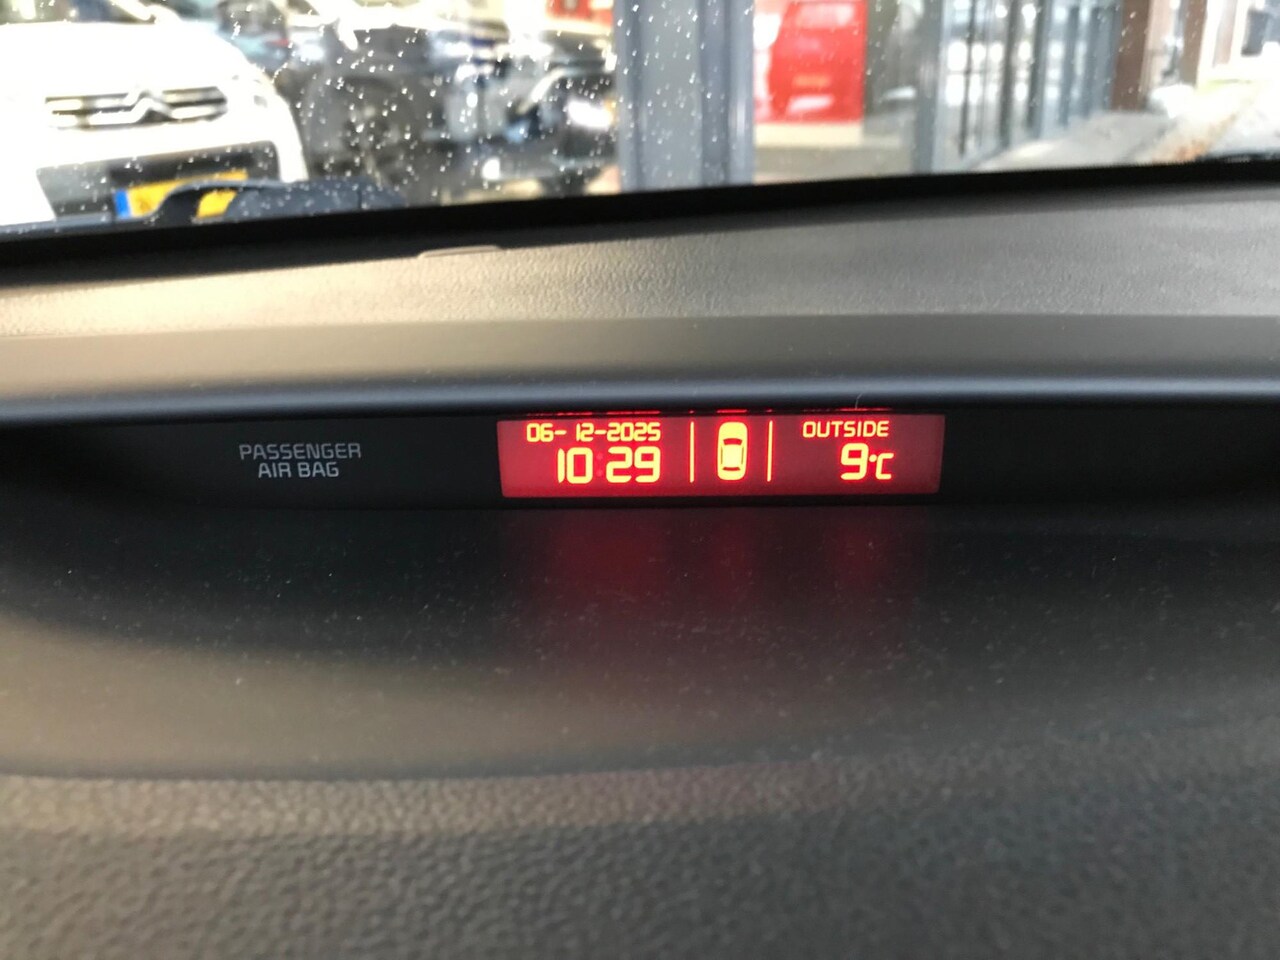 PASSENGER
AIR BAG
06-12-2025
10:29
OUTSIDE
9°C